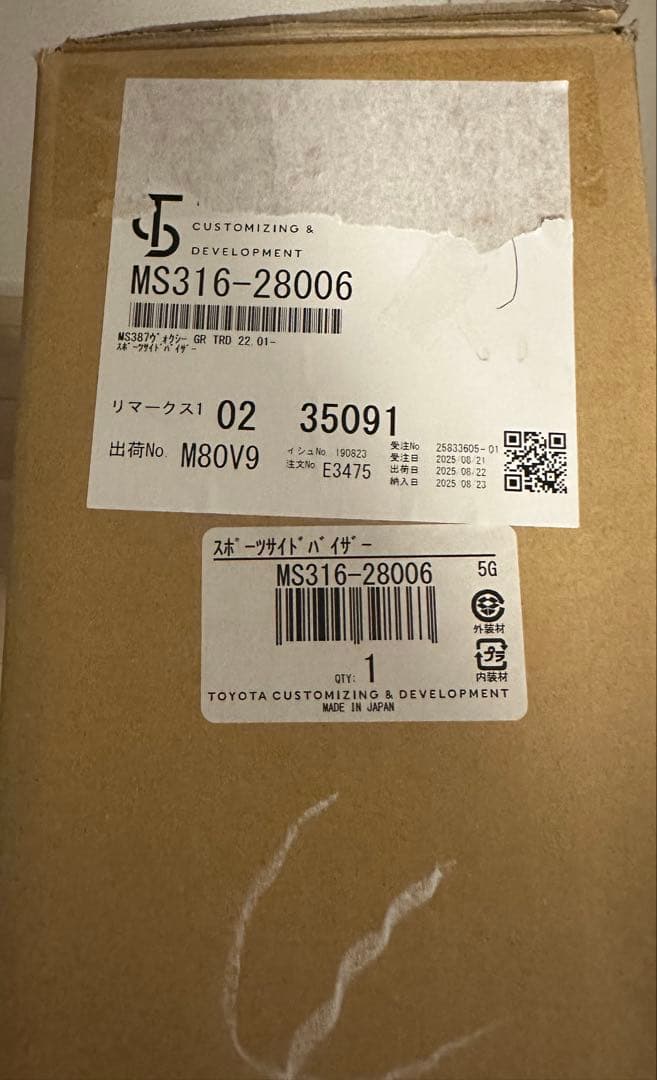 CUSTOMIZING &
DEVELOPMENT
MS316-28006
MS387ヴォクシー GR TRD 22.01-
スポーツサイドバイザー
リマークス1 02 35091
出荷No. M80V9
イシュNo 190823
注文No E3475
受注No 25833605-01
受注日 2025/08/21
出荷日 2025/08/22
納入日 2025/08/23
スポーツサイドバイザー
MS316-28006 5G
外装材
プラ
内装材
QTY: 1
TOYOTA CUSTOMIZING & DEVELOPMENT
MADE IN JAPAN